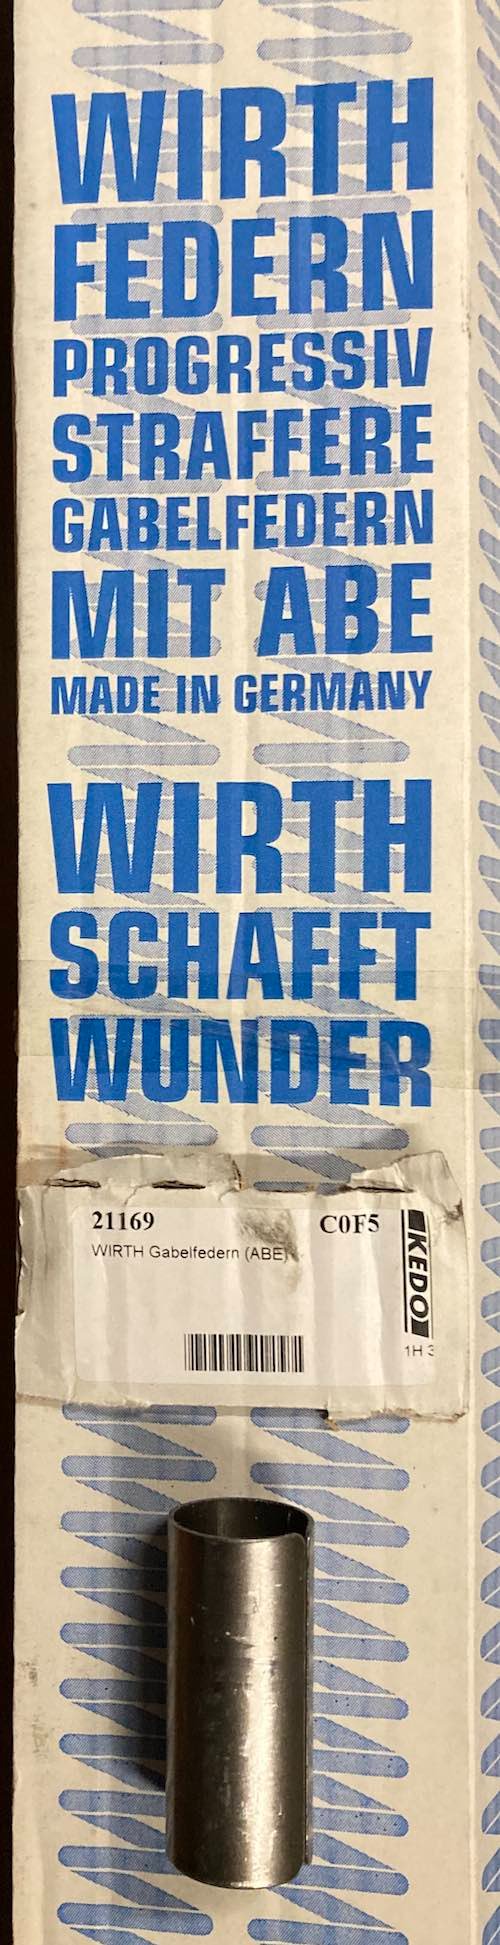 WIRTH
FEDERN
PROGRESSIV
STRAFFERE
GABELFEDERN
MIT ABE
MADE IN GERMANY
WIRTH
SCHAFFT
WUNDER
21169 C0F5
WIRTH Gabelfedern (ABE)
KEDO
1H 3